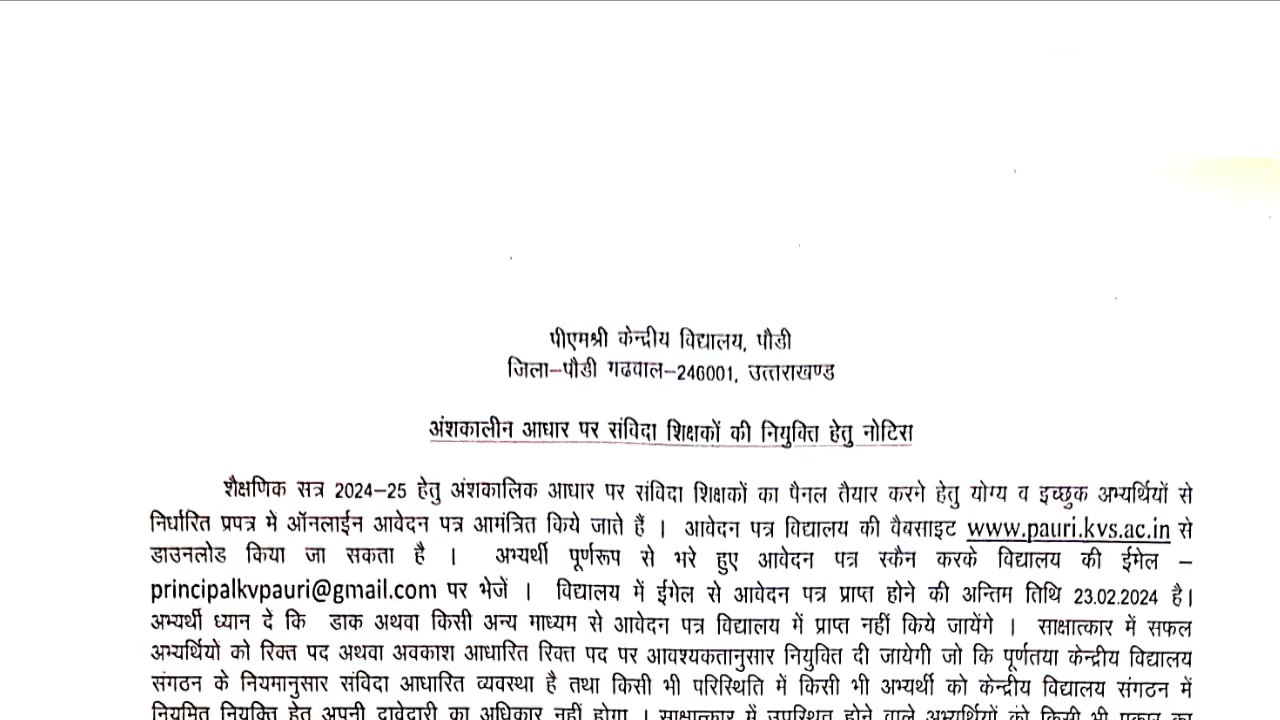 पीएमश्री केन्द्रीय विद्यालय, पौडी
जिला–पौडी गढवाल–246001, उत्तराखण्ड
अंशकालीन आधार पर संविदा शिक्षकों की नियुक्ति हेतु नोटिस
शैक्षणिक सत्र 2024–25 हेतु अंशकालिक आधार पर संविदा शिक्षकों का पैनल तैयार करने हेतु योग्य व इच्छुक अभ्यर्थियों से
निर्धारित प्रपत्र में ऑनलाईन आवेदन पत्र आमंत्रित किये जाते हैं । आवेदन पत्र विद्यालय की वैबसाइट www.pauri.kvs.ac.in से
डाउनलोड किया जा सकता है । अभ्यर्थी पूर्णरूप से भरे हुए आवेदन पत्र स्कैन करके विद्यालय की ईमेल –
principalkvpauri@gmail.com पर भेजें । विद्यालय में ईमेल से आवेदन पत्र प्राप्त होने की अन्तिम तिथि 23.02.2024 है।
अभ्यर्थी ध्यान दें कि डाक अथवा किसी अन्य माध्यम से आवेदन पत्र विद्यालय में प्राप्त नहीं किये जायेंगे । साक्षात्कार में सफल
अभ्यर्थियों को रिक्त पद अथवा अवकाश आधारित रिक्त पद पर आवश्यकतानुसार नियुक्ति दी जायेगी जो कि पूर्णतया केन्द्रीय विद्यालय
संगठन के नियमानुसार संविदा आधारित व्यवस्था है तथा किसी भी परिस्थिति में किसी भी अभ्यर्थी को केन्द्रीय विद्यालय संगठन में
नियमित नियुक्ति हेतु अपनी दावेदारी का अधिकार नहीं होगा । साक्षात्कार में उपस्थित होने वाले अभ्यर्थियों को किसी भी प्रकार का